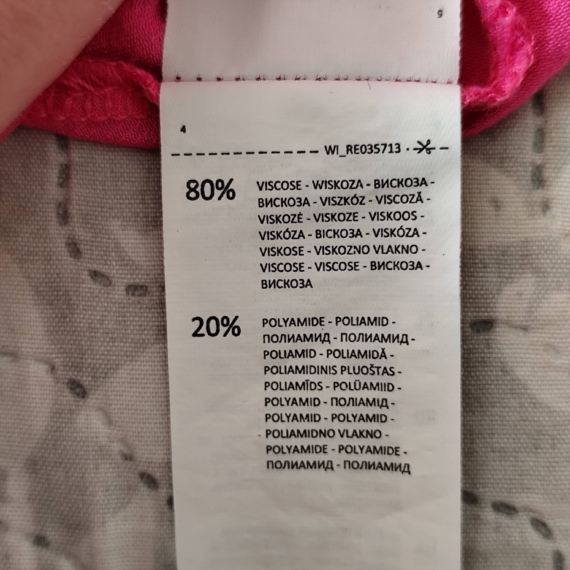 9
4
WI_RE035713
80%
VISCOSE - WISKOZA - ВИСКОЗА -
ВИСКОЗА - VISZKÓZ - VISCOZĂ -
VISKOZĖ - VISKOZE - VISKOOS -
VISKÓZA - ВІСКОЗА - VISKÓZA -
VISKOSE - VISKOZNO VLAKNO -
VISCOSE - VISCOSE - ВИСКОЗА -
ВИСКОЗА
20%
POLYAMIDE - POLIAMID -
ПОЛИАМИД - ПОЛИАМИД -
POLIAMID - POLIAMIDĂ -
POLIAMIDINIS PLUOŠTAS -
POLIAMĪDS - POLÜAMIID -
POLYAMID - ПОЛІАМІД -
POLYAMID - POLYAMID -
POLIAMIDNO VLAKNO -
POLYAMIDE - POLYAMIDE -
ПОЛИАМИД - ПОЛИАМИД